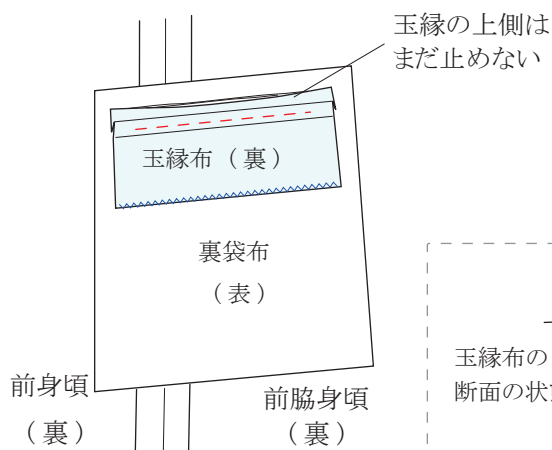 玉縁の上側は
まだ止めない
玉縁布（裏）
裏袋布
（表）
玉縁布の
断面の状
前身頃
（裏）
前脇身頃
（裏）